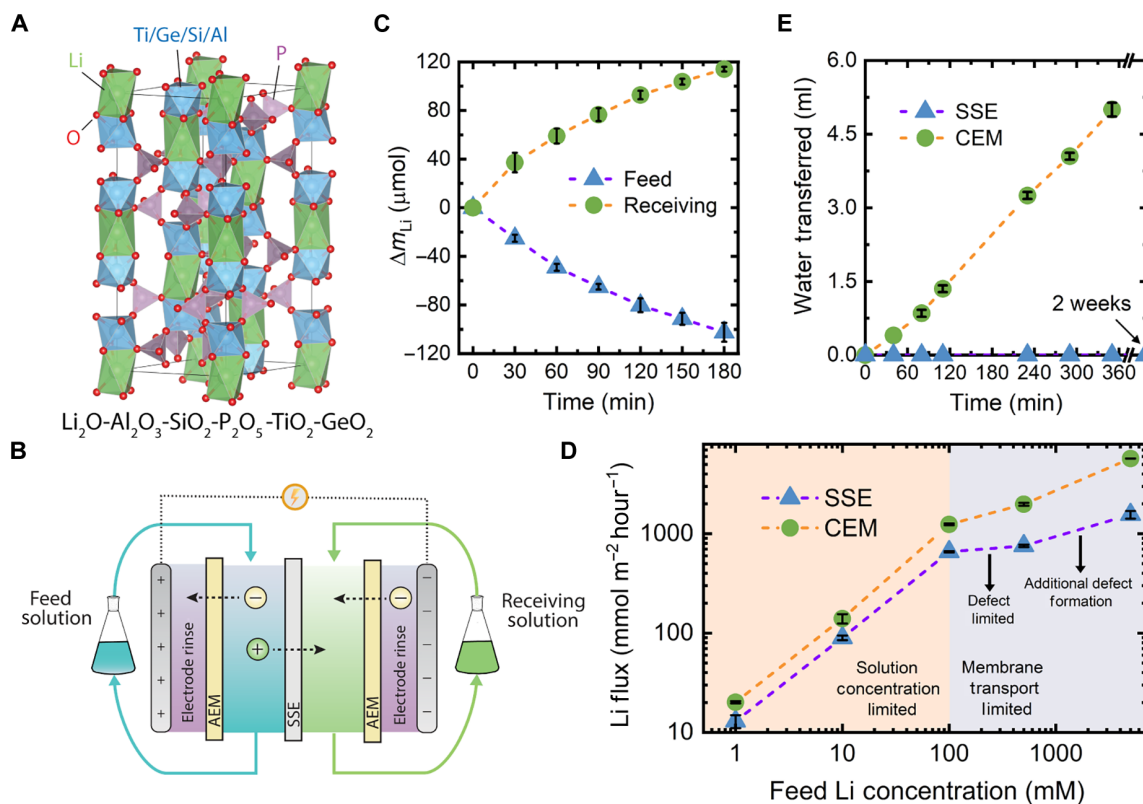 A
Ti/Ge/Si/Al
Li
P
O
Li₂O-Al₂O₃-SiO₂-P₂O₅-TiO₂-GeO₂
B
Feed
solution
+
+
+
+
+
Electrode rinse
AEM
−
+
SSE
−
AEM
Electrode rinse
−
−
−
−
−
Receiving
solution
C
120
80
40
0
−40
−80
−120
Δm_Li (μmol)
Feed
Receiving
0 30 60 90 120 150 180
Time (min)
E
6.0
4.5
3.0
1.5
0.0
Water transferred (ml)
SSE
CEM
2 weeks
0 60 120 180 240 300 360
Time (min)
D
1000
100
10
Li flux (mmol m⁻² hour⁻¹)
SSE
CEM
Defect
limited
Additional defect
formation
Solution
concentration
limited
Membrane
transport
limited
1 10 100 1000
Feed Li concentration (mM)